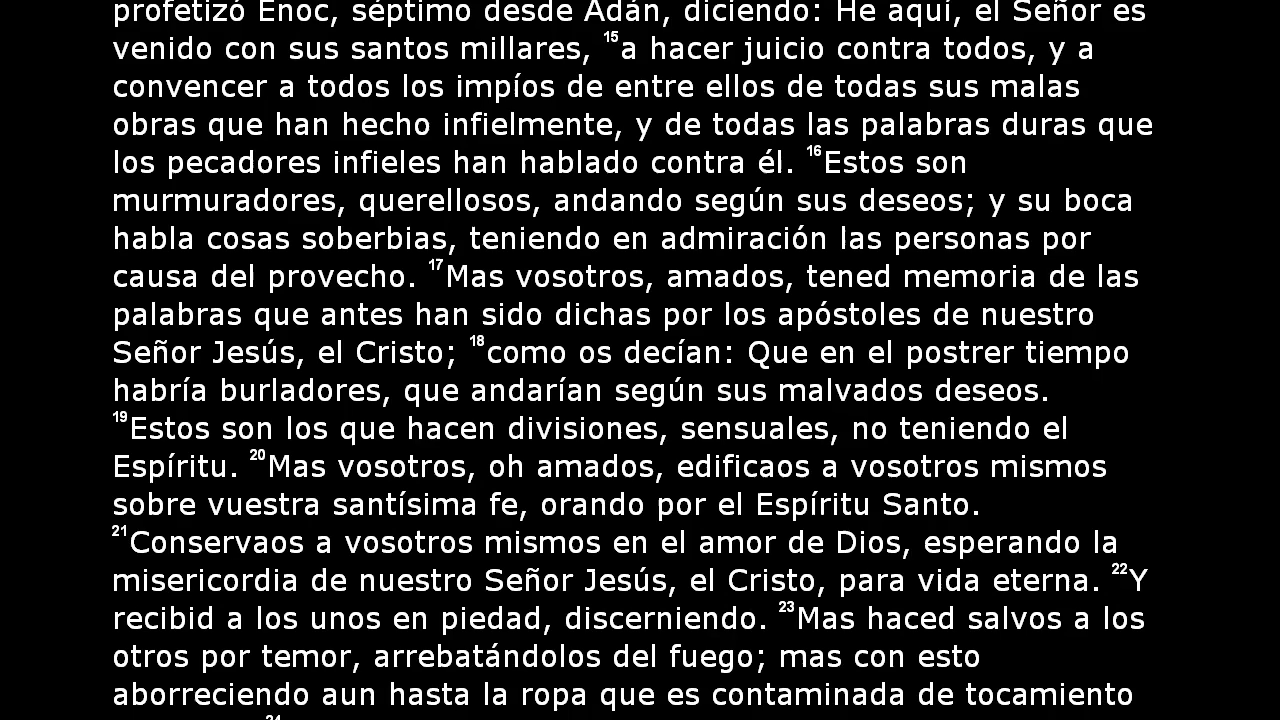 profetizó Enoc, séptimo desde Adán, diciendo: He aquí, el Señor es
venido con sus santos millares, 15a hacer juicio contra todos, y a
convencer a todos los impíos de entre ellos de todas sus malas
obras que han hecho infielmente, y de todas las palabras duras que
los pecadores infieles han hablado contra él. 16Estos son
murmuradores, querellosos, andando según sus deseos; y su boca
habla cosas soberbias, teniendo en admiración las personas por
causa del provecho. 17Mas vosotros, amados, tened memoria de las
palabras que antes han sido dichas por los apóstoles de nuestro
Señor Jesús, el Cristo; 18como os decían: Que en el postrer tiempo
habría burladores, que andarían según sus malvados deseos.
19Estos son los que hacen divisiones, sensuales, no teniendo el
Espíritu. 20Mas vosotros, oh amados, edificaos a vosotros mismos
sobre vuestra santísima fe, orando por el Espíritu Santo.
21Conservaos a vosotros mismos en el amor de Dios, esperando la
misericordia de nuestro Señor Jesús, el Cristo, para vida eterna. 22Y
recibid a los unos en piedad, discerniendo. 23Mas haced salvos a los
otros por temor, arrebatándolos del fuego; mas con esto
aborreciendo aun hasta la ropa que es contaminada de tocamiento